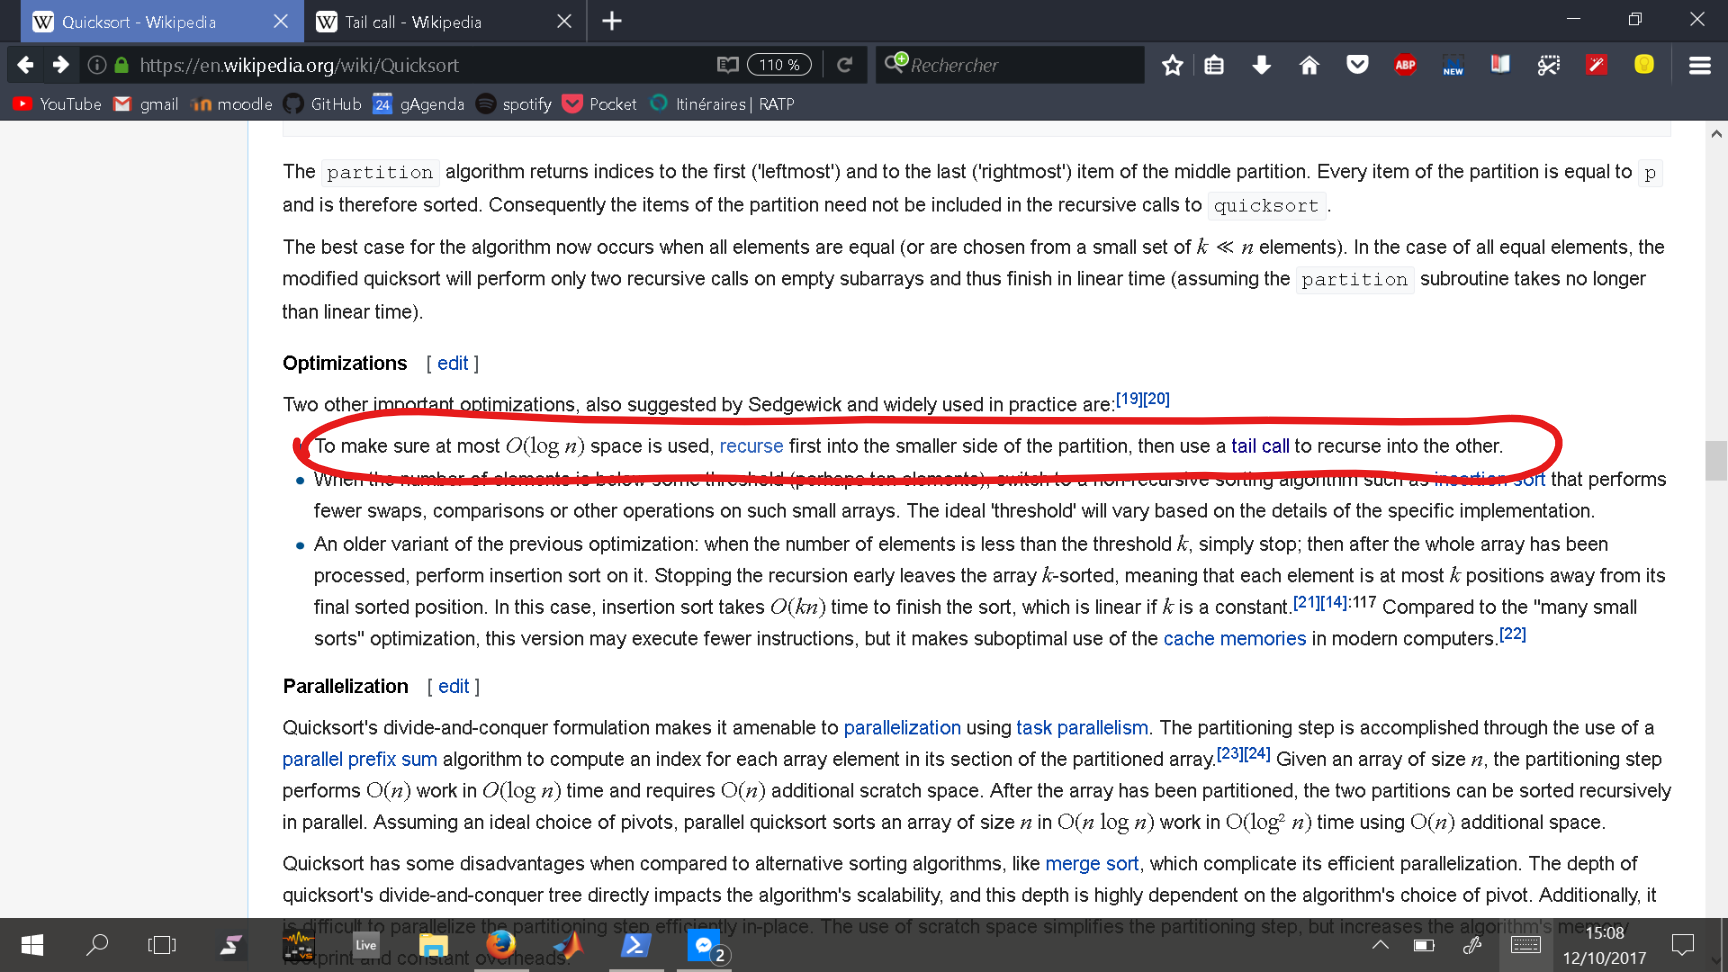 Quicksort - Wikipedia
Tail call - Wikipedia
https://en.wikipedia.org/wiki/Quicksort
110 %
Rechercher
ABP
NEW
YouTube
gmail
moodle
GitHub
24
gAgenda
spotify
Pocket
Itinéraires | RATP
The partition algorithm returns indices to the first ('leftmost') and to the last ('rightmost') item of the middle partition. Every item of the partition is equal to p
and is therefore sorted. Consequently the items of the partition need not be included in the recursive calls to quicksort.
The best case for the algorithm now occurs when all elements are equal (or are chosen from a small set of k ≪ n elements). In the case of all equal elements, the
modified quicksort will perform only two recursive calls on empty subarrays and thus finish in linear time (assuming the partition subroutine takes no longer
than linear time).
Optimizations [ edit ]
Two other important optimizations, also suggested by Sedgewick and widely used in practice are:[19][20]
To make sure at most O(log n) space is used, recurse first into the smaller side of the partition, then use a tail call to recurse into the other.
When the number of elements is below some threshold (perhaps ten elements), switch to a non-recursive sorting algorithm such as insertion sort that performs
fewer swaps, comparisons or other operations on such small arrays. The ideal 'threshold' will vary based on the details of the specific implementation.
An older variant of the previous optimization: when the number of elements is less than the threshold k, simply stop; then after the whole array has been
processed, perform insertion sort on it. Stopping the recursion early leaves the array k-sorted, meaning that each element is at most k positions away from its
final sorted position. In this case, insertion sort takes O(kn) time to finish the sort, which is linear if k is a constant.[21][14]:117 Compared to the "many small
sorts" optimization, this version may execute fewer instructions, but it makes suboptimal use of the cache memories in modern computers.[22]
Parallelization [ edit ]
Quicksort's divide-and-conquer formulation makes it amenable to parallelization using task parallelism. The partitioning step is accomplished through the use of a
parallel prefix sum algorithm to compute an index for each array element in its section of the partitioned array.[23][24] Given an array of size n, the partitioning step
performs O(n) work in O(log n) time and requires O(n) additional scratch space. After the array has been partitioned, the two partitions can be sorted recursively
in parallel. Assuming an ideal choice of pivots, parallel quicksort sorts an array of size n in O(n log n) work in O(log² n) time using O(n) additional space.
Quicksort has some disadvantages when compared to alternative sorting algorithms, like merge sort, which complicate its efficient parallelization. The depth of
quicksort's divide-and-conquer tree directly impacts the algorithm's scalability, and this depth is highly dependent on the algorithm's choice of pivot. Additionally, it
is difficult to parallelize the partitioning step efficiently in-place. The use of scratch space simplifies the partitioning step, but increases the algorithm's memory
footprint and constant overheads.
Live
2
15:08
12/10/2017